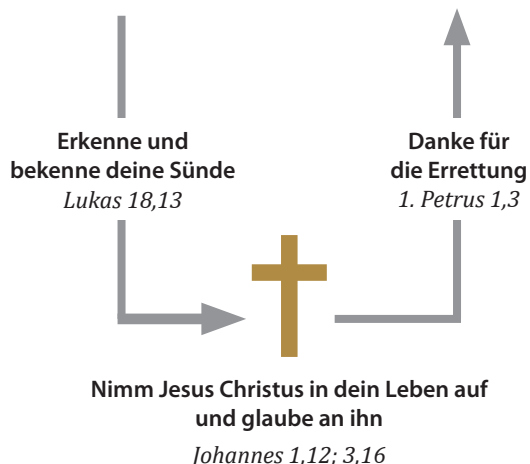 Erkenne und
bekenne deine Sünde
Lukas 18,13
Danke für
die Errettung
1. Petrus 1,3
Nimm Jesus Christus in dein Leben auf
und glaube an ihn
Johannes 1,12; 3,16